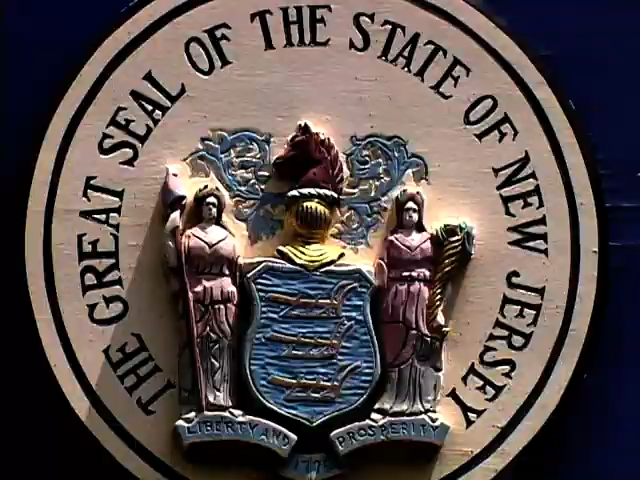 THE GREAT SEAL OF THE STATE OF NEW JERSEY
LIBERTY AND PROSPERITY